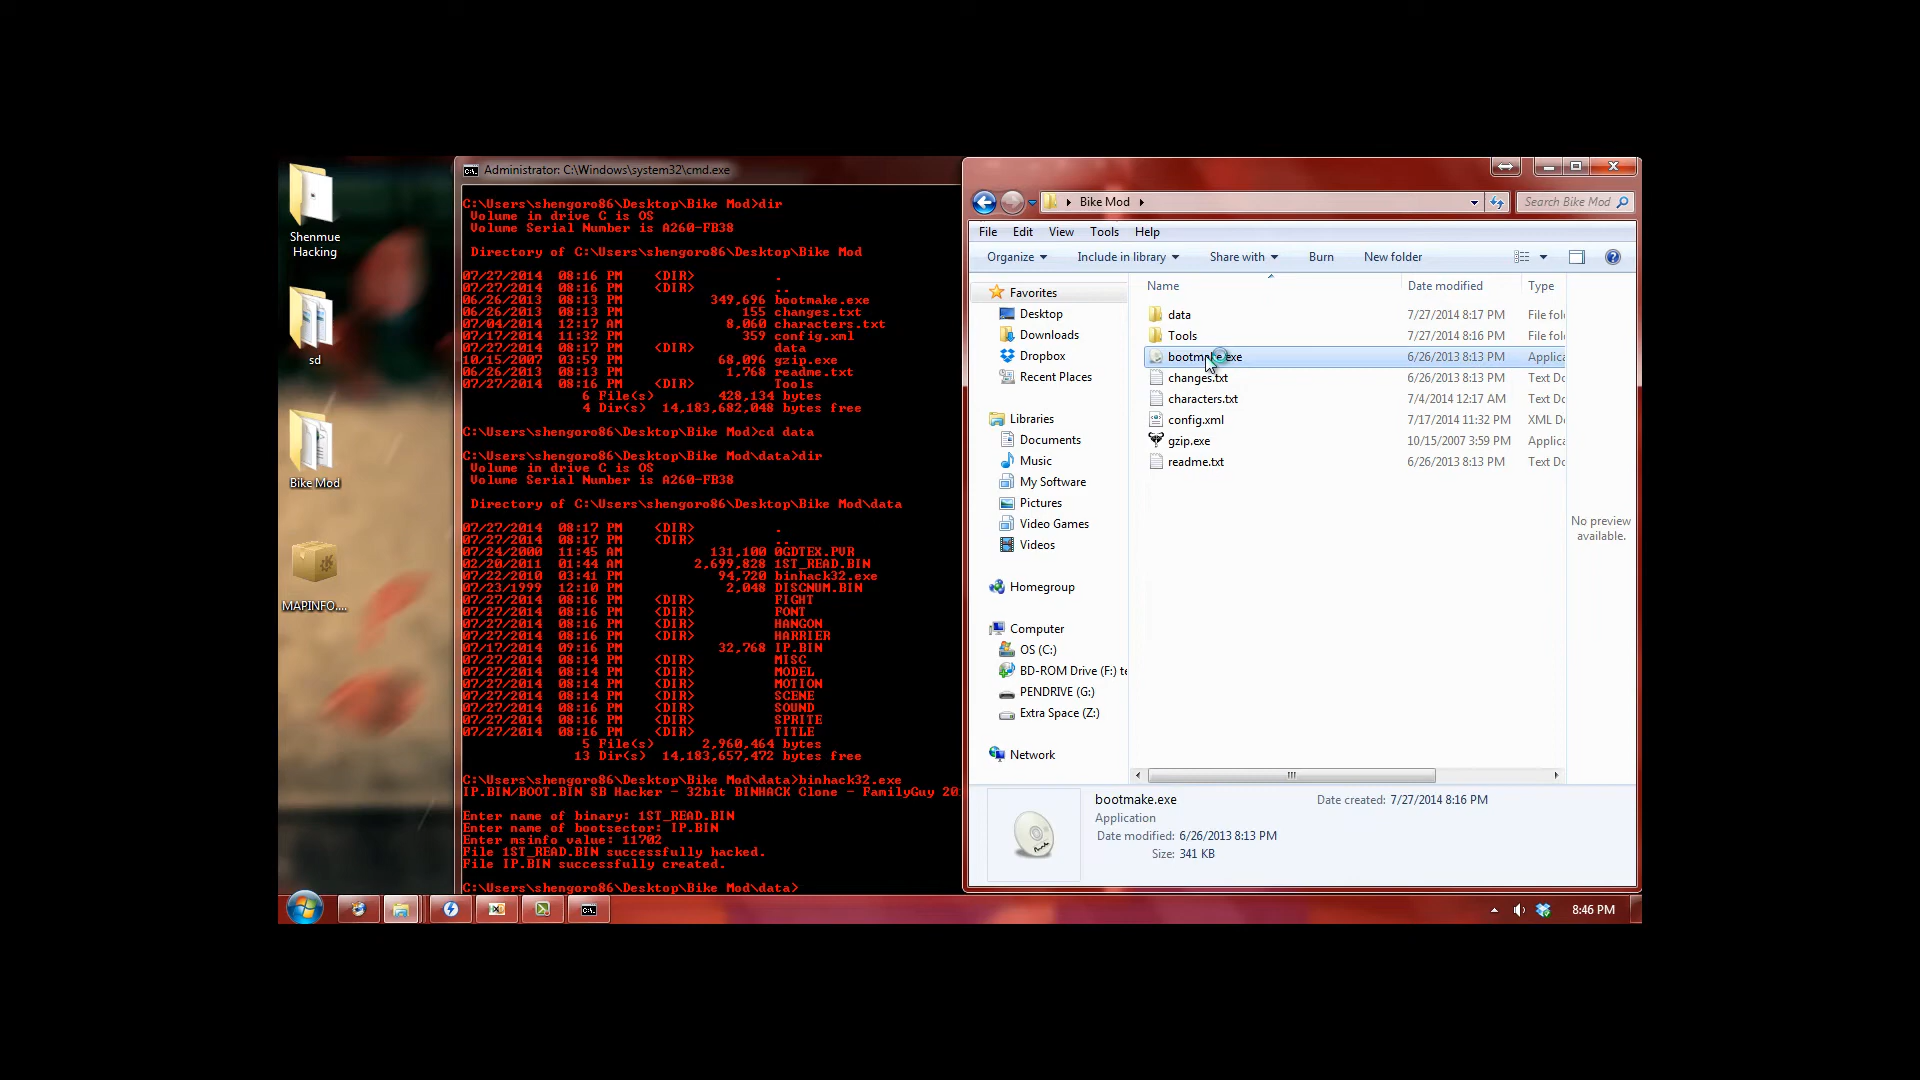 Shenmue
Hacking
sd
Bike Mod
MAPINFO....
Administrator: C:\Windows\system32\cmd.exe
C:\Users\shengoro86\Desktop\Bike Mod>dir
Volume in drive C is OS
Volume Serial Number is A260-FB38
Directory of C:\Users\shengoro86\Desktop\Bike Mod
07/27/2014 08:16 PM <DIR> .
07/27/2014 08:16 PM <DIR> ..
06/26/2013 08:13 PM 349,696 bootmake.exe
06/26/2013 08:13 PM 155 changes.txt
07/04/2014 12:17 AM 8,060 characters.txt
07/17/2014 11:32 PM 359 config.xml
07/27/2014 08:16 PM <DIR> data
10/15/2007 03:59 PM 68,096 gzip.exe
06/26/2013 08:13 PM 1,768 readme.txt
07/27/2014 08:16 PM <DIR> Tools
6 File(s) 428,134 bytes
4 Dir(s) 14,183,682,048 bytes free
C:\Users\shengoro86\Desktop\Bike Mod>cd data
C:\Users\shengoro86\Desktop\Bike Mod\data>dir
Volume in drive C is OS
Volume Serial Number is A260-FB38
Directory of C:\Users\shengoro86\Desktop\Bike Mod\data
07/27/2014 08:17 PM <DIR> .
07/27/2014 08:17 PM <DIR> ..
07/24/2000 11:45 AM 131,100 0GDTEX.PVR
02/20/2011 01:44 AM 2,699,828 1ST_READ.BIN
07/22/2010 03:41 PM 94,720 binhack32.exe
07/23/1999 12:10 PM 2,048 DISCNUM.BIN
07/27/2014 08:16 PM <DIR> FIGHT
07/27/2014 08:16 PM <DIR> FONT
07/27/2014 08:16 PM <DIR> HANGON
07/27/2014 08:16 PM <DIR> HARRIER
07/17/2014 09:16 PM 32,768 IP.BIN
07/27/2014 08:14 PM <DIR> MISC
07/27/2014 08:14 PM <DIR> MODEL
07/27/2014 08:14 PM <DIR> MOTION
07/27/2014 08:16 PM <DIR> SCENE
07/27/2014 08:16 PM <DIR> SOUND
07/27/2014 08:16 PM <DIR> SPRITE
07/27/2014 08:16 PM <DIR> TITLE
5 File(s) 2,960,464 bytes
13 Dir(s) 14,183,657,472 bytes free
C:\Users\shengoro86\Desktop\Bike Mod\data>binhack32.exe
IP.BIN/BOOT.BIN SB Hacker - 32bit BINHACK Clone - FamilyGuy 20
Enter name of binary: 1ST_READ.BIN
Enter name of bootsector: IP.BIN
Enter msinfo value: 11702
File 1ST_READ.BIN successfully hacked.
File IP.BIN successfully created.
C:\Users\shengoro86\Desktop\Bike Mod\data>
Bike Mod
Search Bike Mod
File Edit View Tools Help
Organize Include in library Share with Burn New folder
Favorites
Desktop
Downloads
Dropbox
Recent Places
Libraries
Documents
Music
My Software
Pictures
Video Games
Videos
Homegroup
Computer
OS (C:)
BD-ROM Drive (F:) te
PENDRIVE (G:)
Extra Space (Z:)
Network
Name Date modified Type
data 7/27/2014 8:17 PM File fol
Tools 7/27/2014 8:16 PM File fol
bootmake.exe 6/26/2013 8:13 PM Applica
changes.txt 6/26/2013 8:13 PM Text Do
characters.txt 7/4/2014 12:17 AM Text Do
config.xml 7/17/2014 11:32 PM XML Do
gzip.exe 10/15/2007 3:59 PM Applica
readme.txt 6/26/2013 8:13 PM Text Do
No preview
available.
bootmake.exe Date created: 7/27/2014 8:16 PM
Application
Date modified: 6/26/2013 8:13 PM
Size: 341 KB
8:46 PM